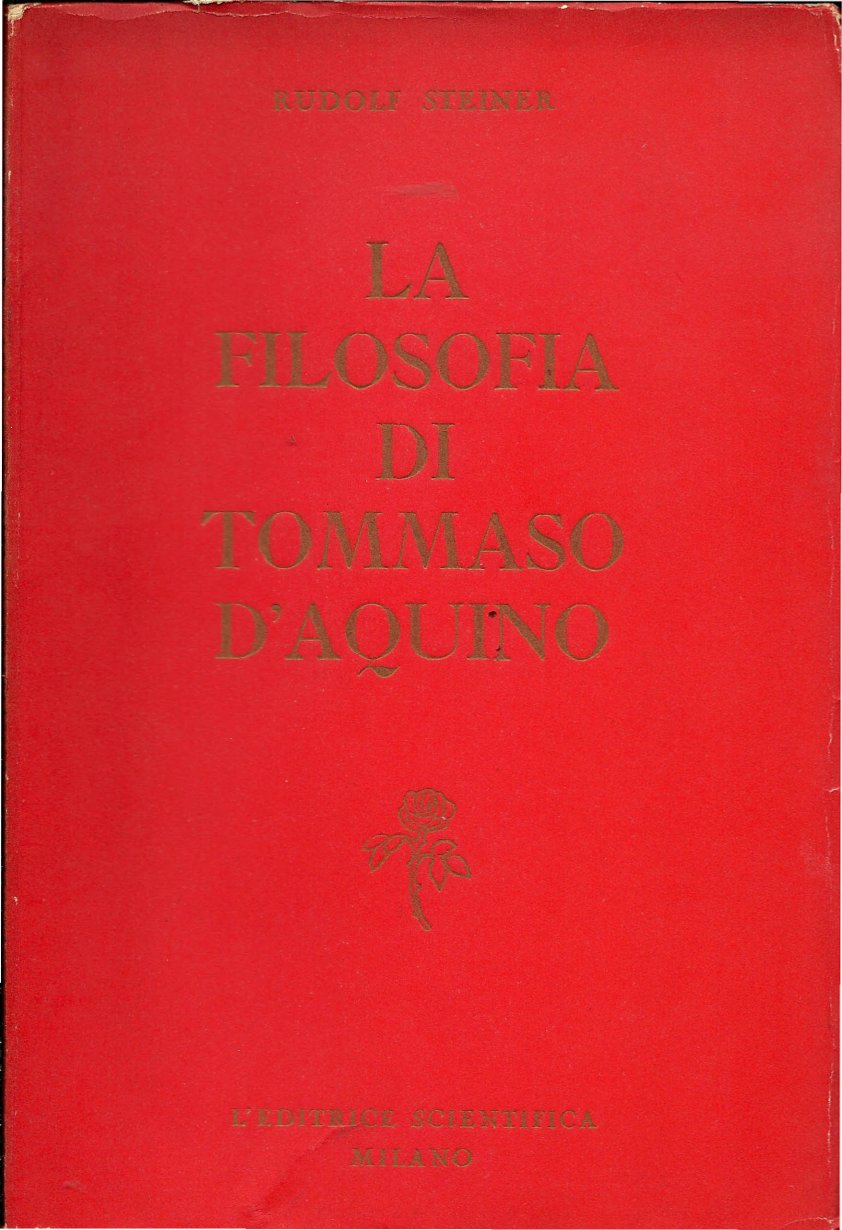 RUDOLF STEINER
LA
FILOSOFIA
DI
TOMMASO
D'AQUINO
L'EDITRICE SCIENTIFICA
MILANO